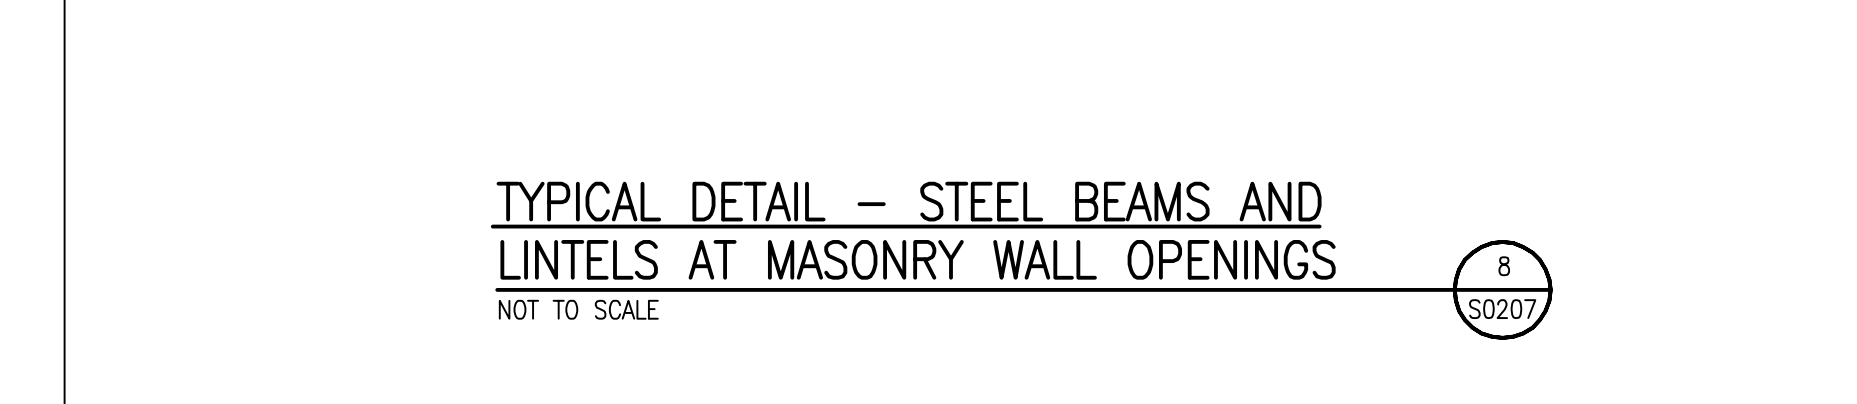 TYPICAL DETAIL – STEEL BEAMS AND
LINTELS AT MASONRY WALL OPENINGS
NOT TO SCALE
8
S0207